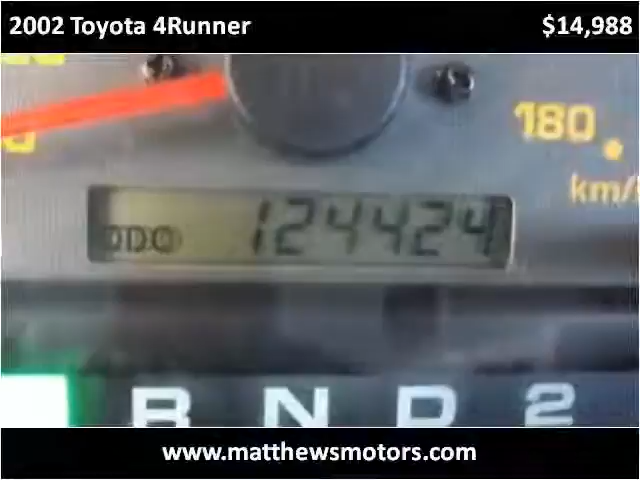 2002 Toyota 4Runner $14,988
180
km/
ODO 124424
R N D 2
www.matthewsmotors.com